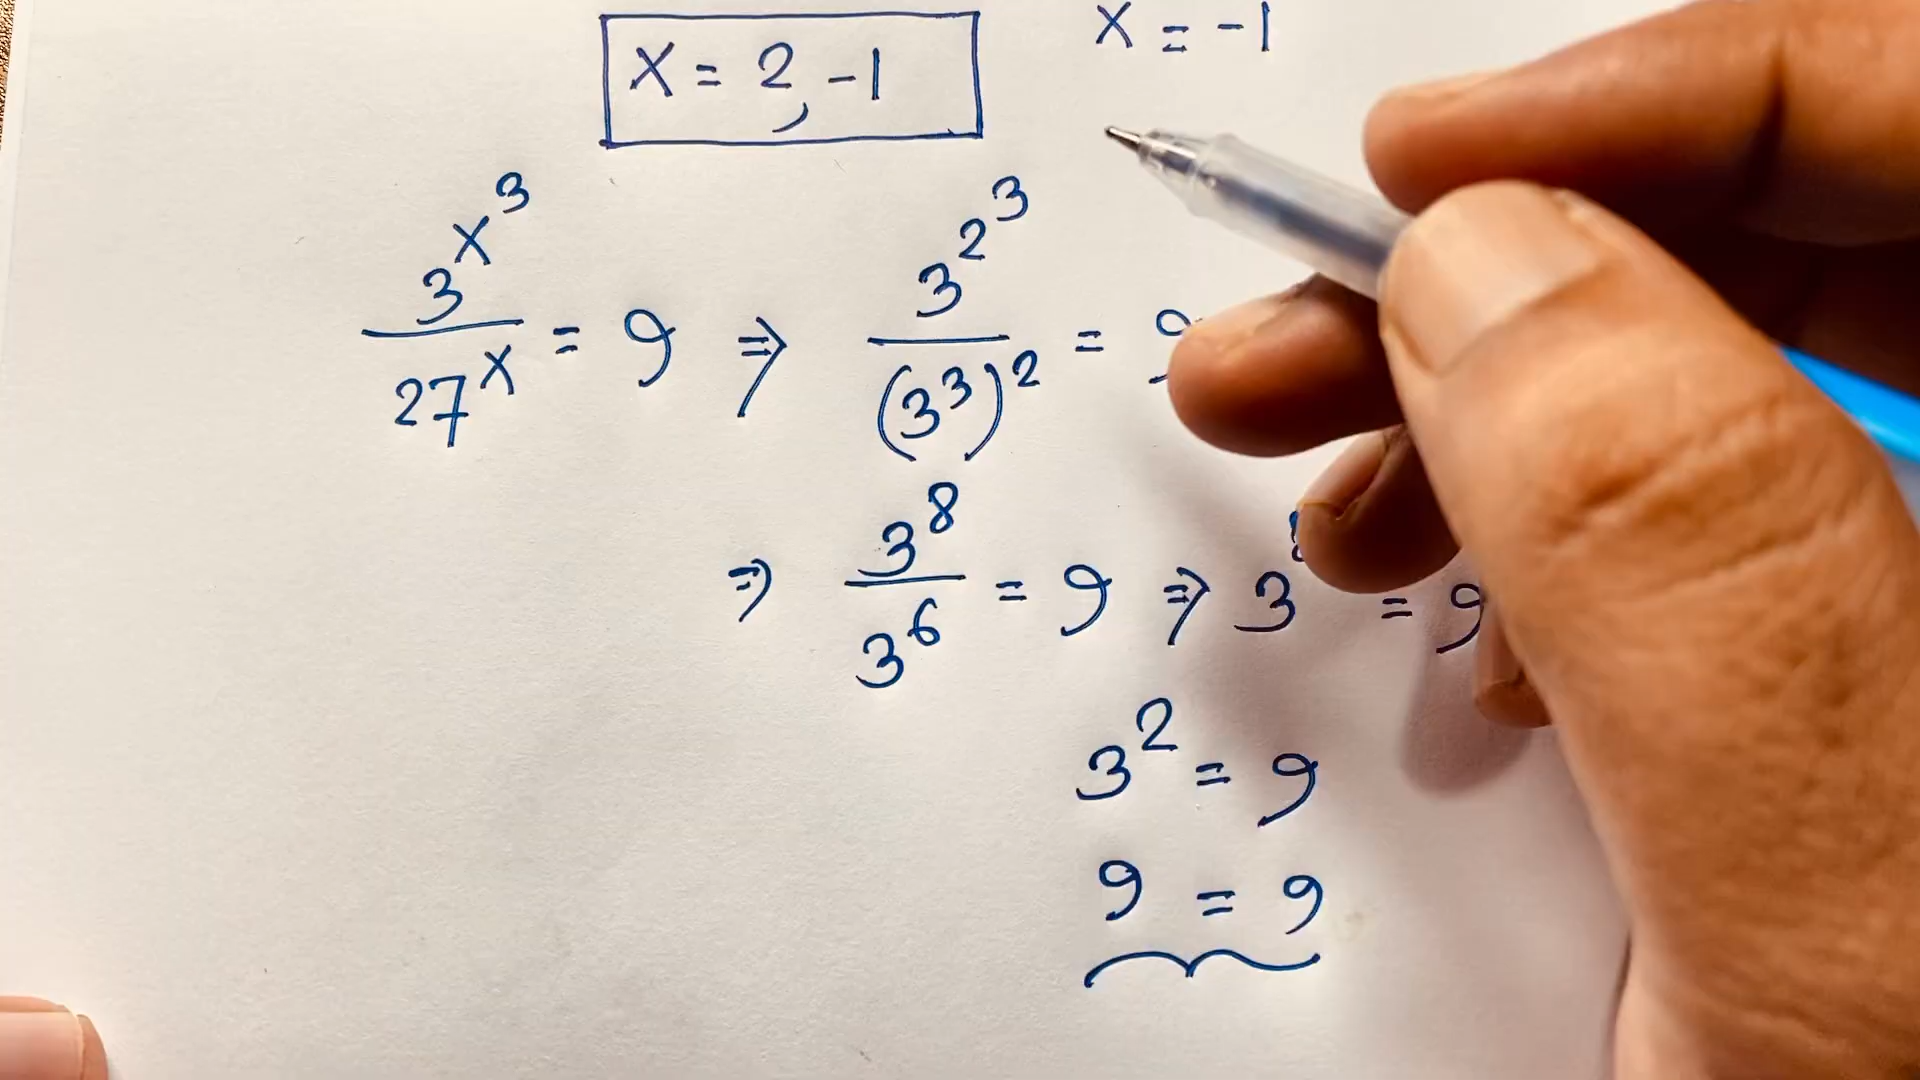 x = -1
x = 2, -1
3^x^3 / 27^x = 9 ⇒ 3^2^3 / (3^3)^2 = 9
⇒ 3^8 / 3^6 = 9 ⇒ 3 = 9
3^2 = 9
9 = 9